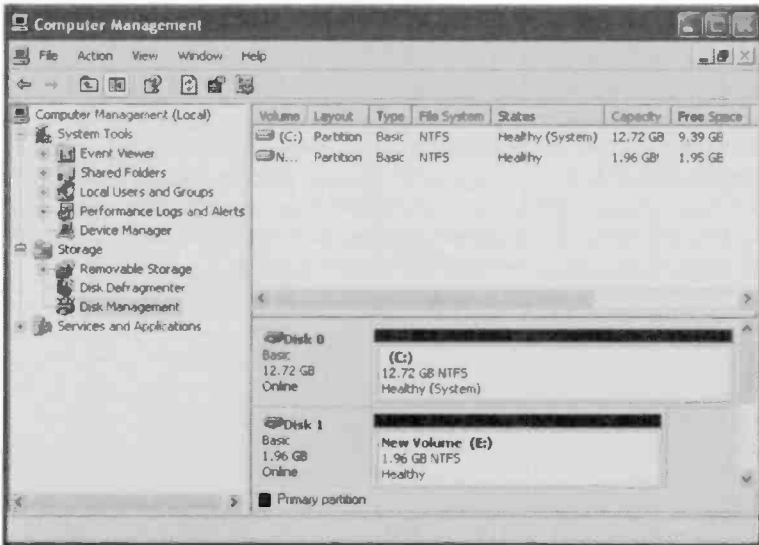 Computer Management
File Action View Window Help
Computer Management (Local)
System Tools
Event Viewer
Shared Folders
Local Users and Groups
Performance Logs and Alerts
Device Manager
Storage
Removable Storage
Disk Defragmenter
Disk Management
Services and Applications
Volume Layout Type File System Status Capacity Free Space
(C:) Partition Basic NTFS Healthy (System) 12.72 GB 9.39 GB
N... Partition Basic NTFS Healthy 1.96 GB 1.95 GB
Disk 0
Basic
12.72 GB
Online
(C:)
12.72 GB NTFS
Healthy (System)
Disk 1
Basic
1.96 GB
Online
New Volume (E:)
1.96 GB NTFS
Healthy
Primary partition